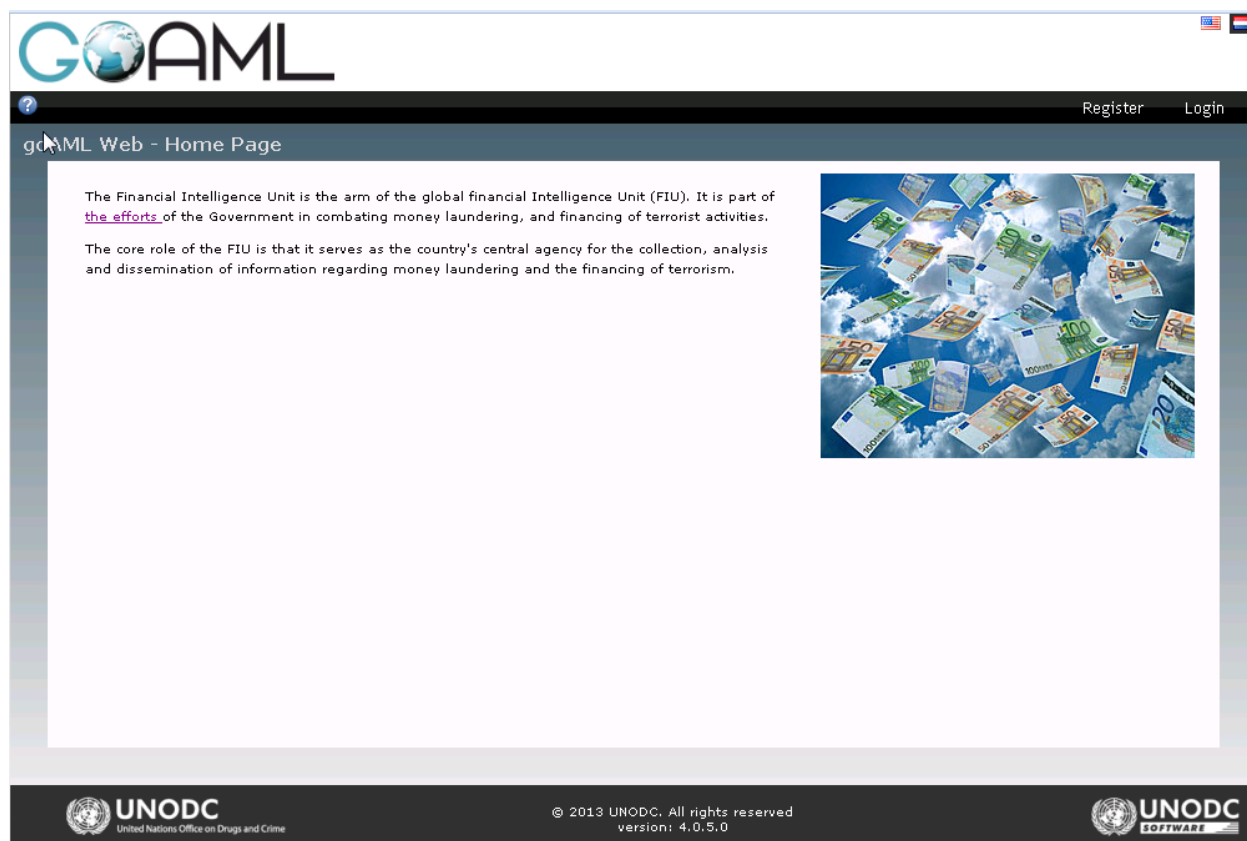 GOAML
Register Login
goAML Web - Home Page
The Financial Intelligence Unit is the arm of the global financial Intelligence Unit (FIU). It is part of
the efforts of the Government in combating money laundering, and financing of terrorist activities.
The core role of the FIU is that it serves as the country's central agency for the collection, analysis
and dissemination of information regarding money laundering and the financing of terrorism.
UNODC
United Nations Office on Drugs and Crime
© 2013 UNODC. All rights reserved
version: 4.0.5.0
UNODC
SOFTWARE